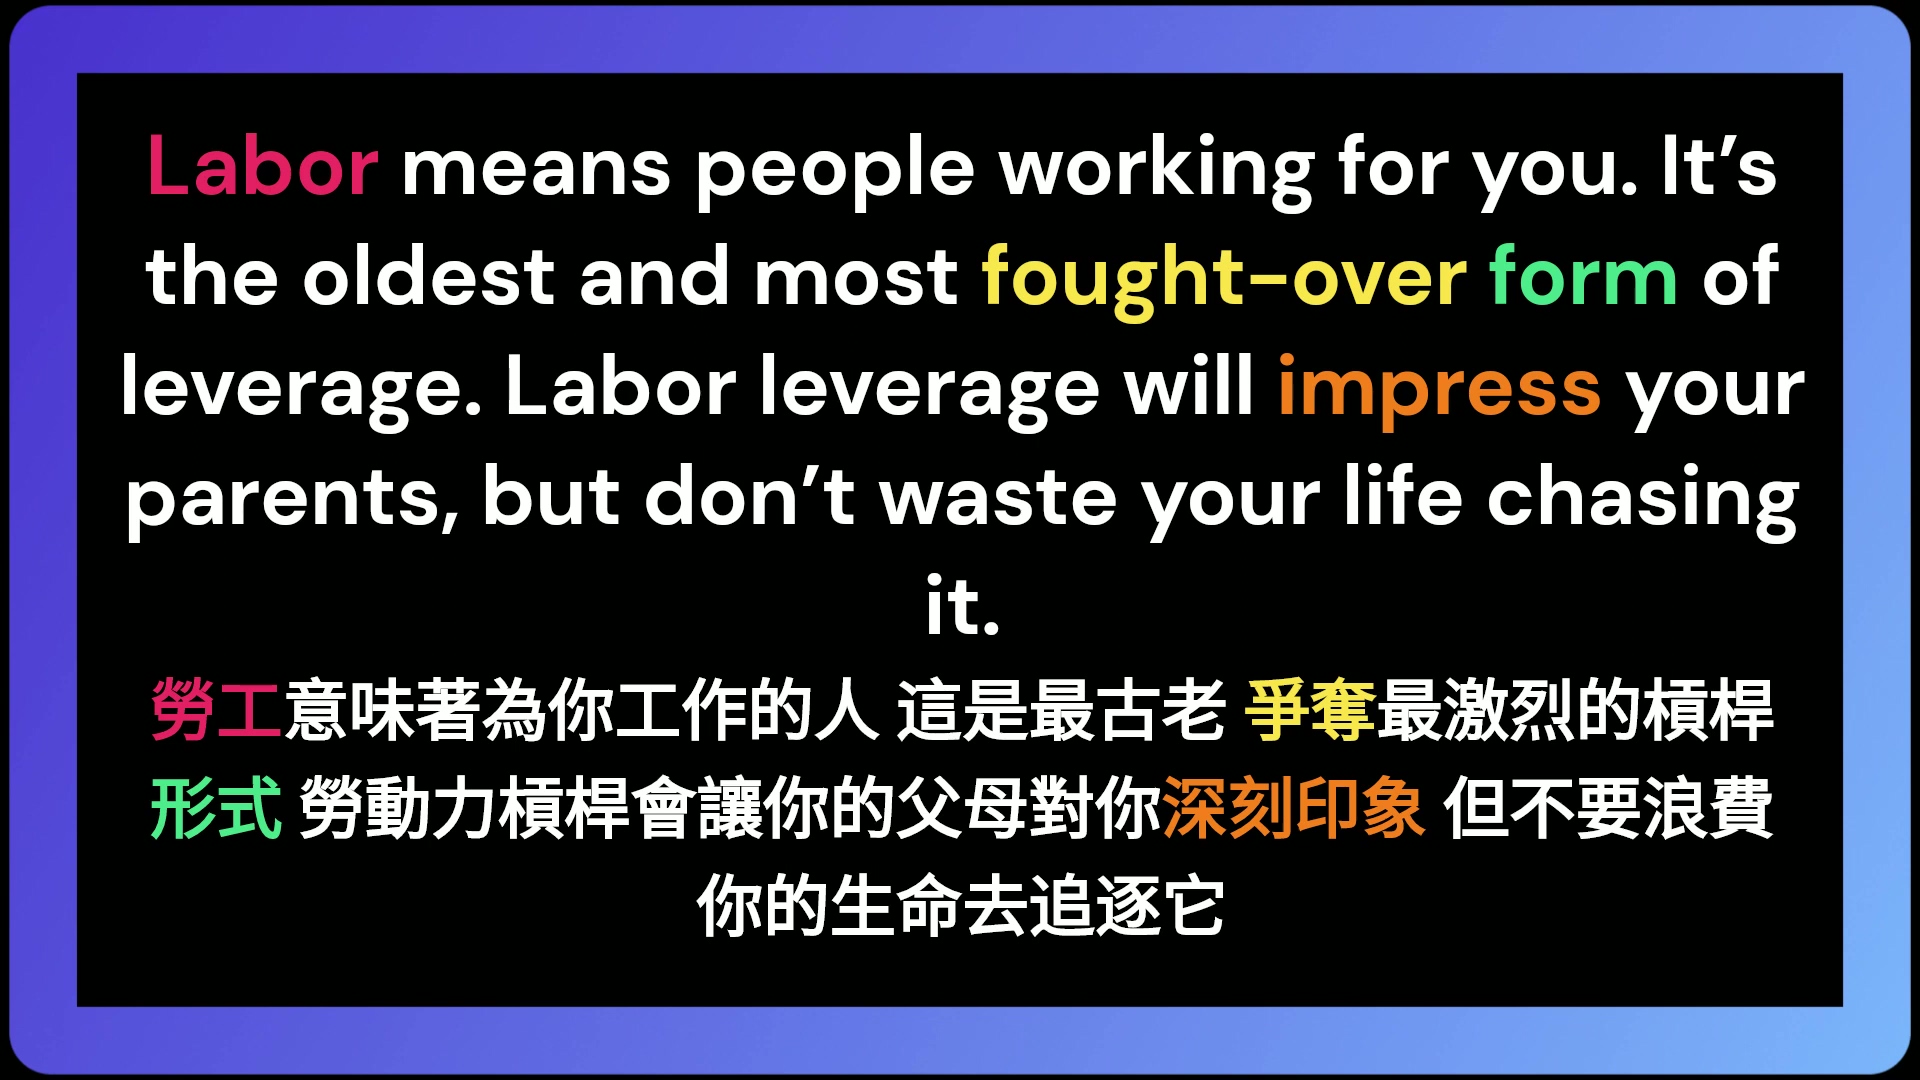 Labor means people working for you. It’s
the oldest and most fought-over form of
leverage. Labor leverage will impress your
parents, but don’t waste your life chasing
it.
勞工意味著為你工作的人 這是最古老 爭奪最激烈的槓桿
形式 勞動力槓桿會讓你的父母對你深刻印象 但不要浪費
你的生命去追逐它